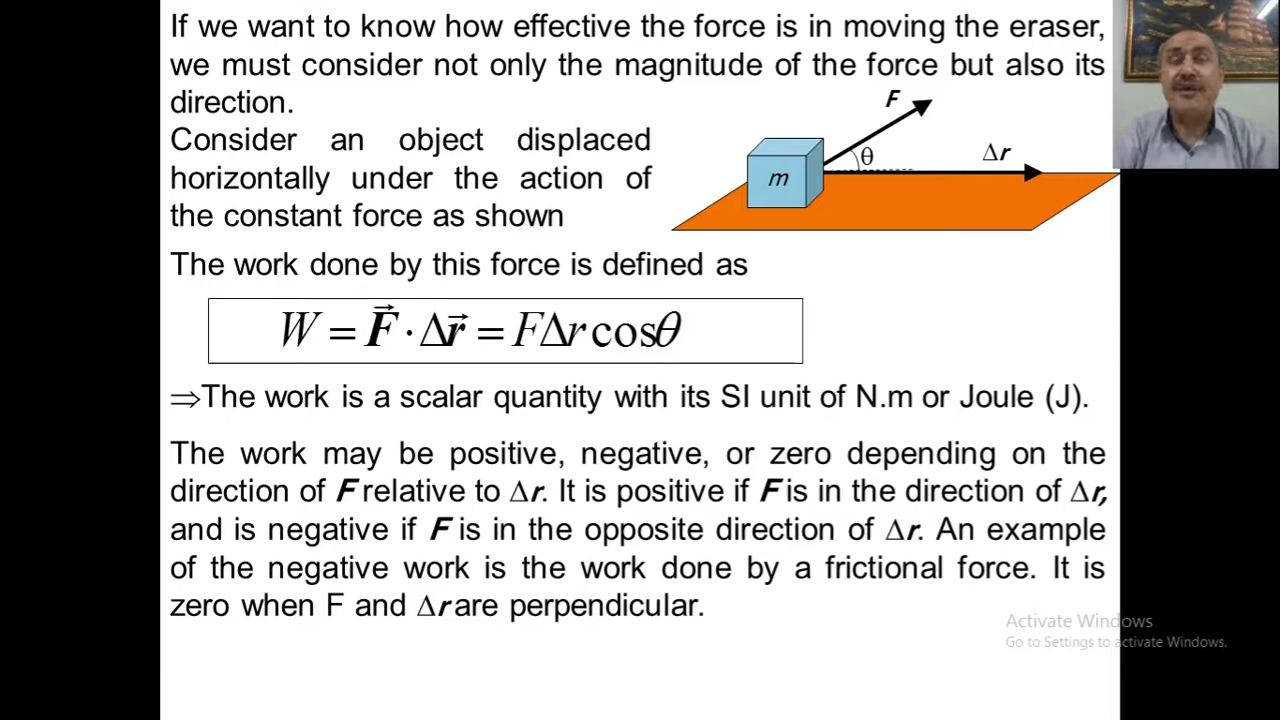 If we want to know how effective the force is in moving the eraser,
we must consider not only the magnitude of the force but also its
direction.
Consider an object displaced
horizontally under the action of
the constant force as shown
F
θ
Δr
m
The work done by this force is defined as
W = F⃗ · Δr⃗ = FΔr cosθ
⇒The work is a scalar quantity with its SI unit of N.m or Joule (J).
The work may be positive, negative, or zero depending on the
direction of F relative to Δr. It is positive if F is in the direction of Δr,
and is negative if F is in the opposite direction of Δr. An example
of the negative work is the work done by a frictional force. It is
zero when F and Δr are perpendicular.
Activate Windows
Go to Settings to activate Windows.